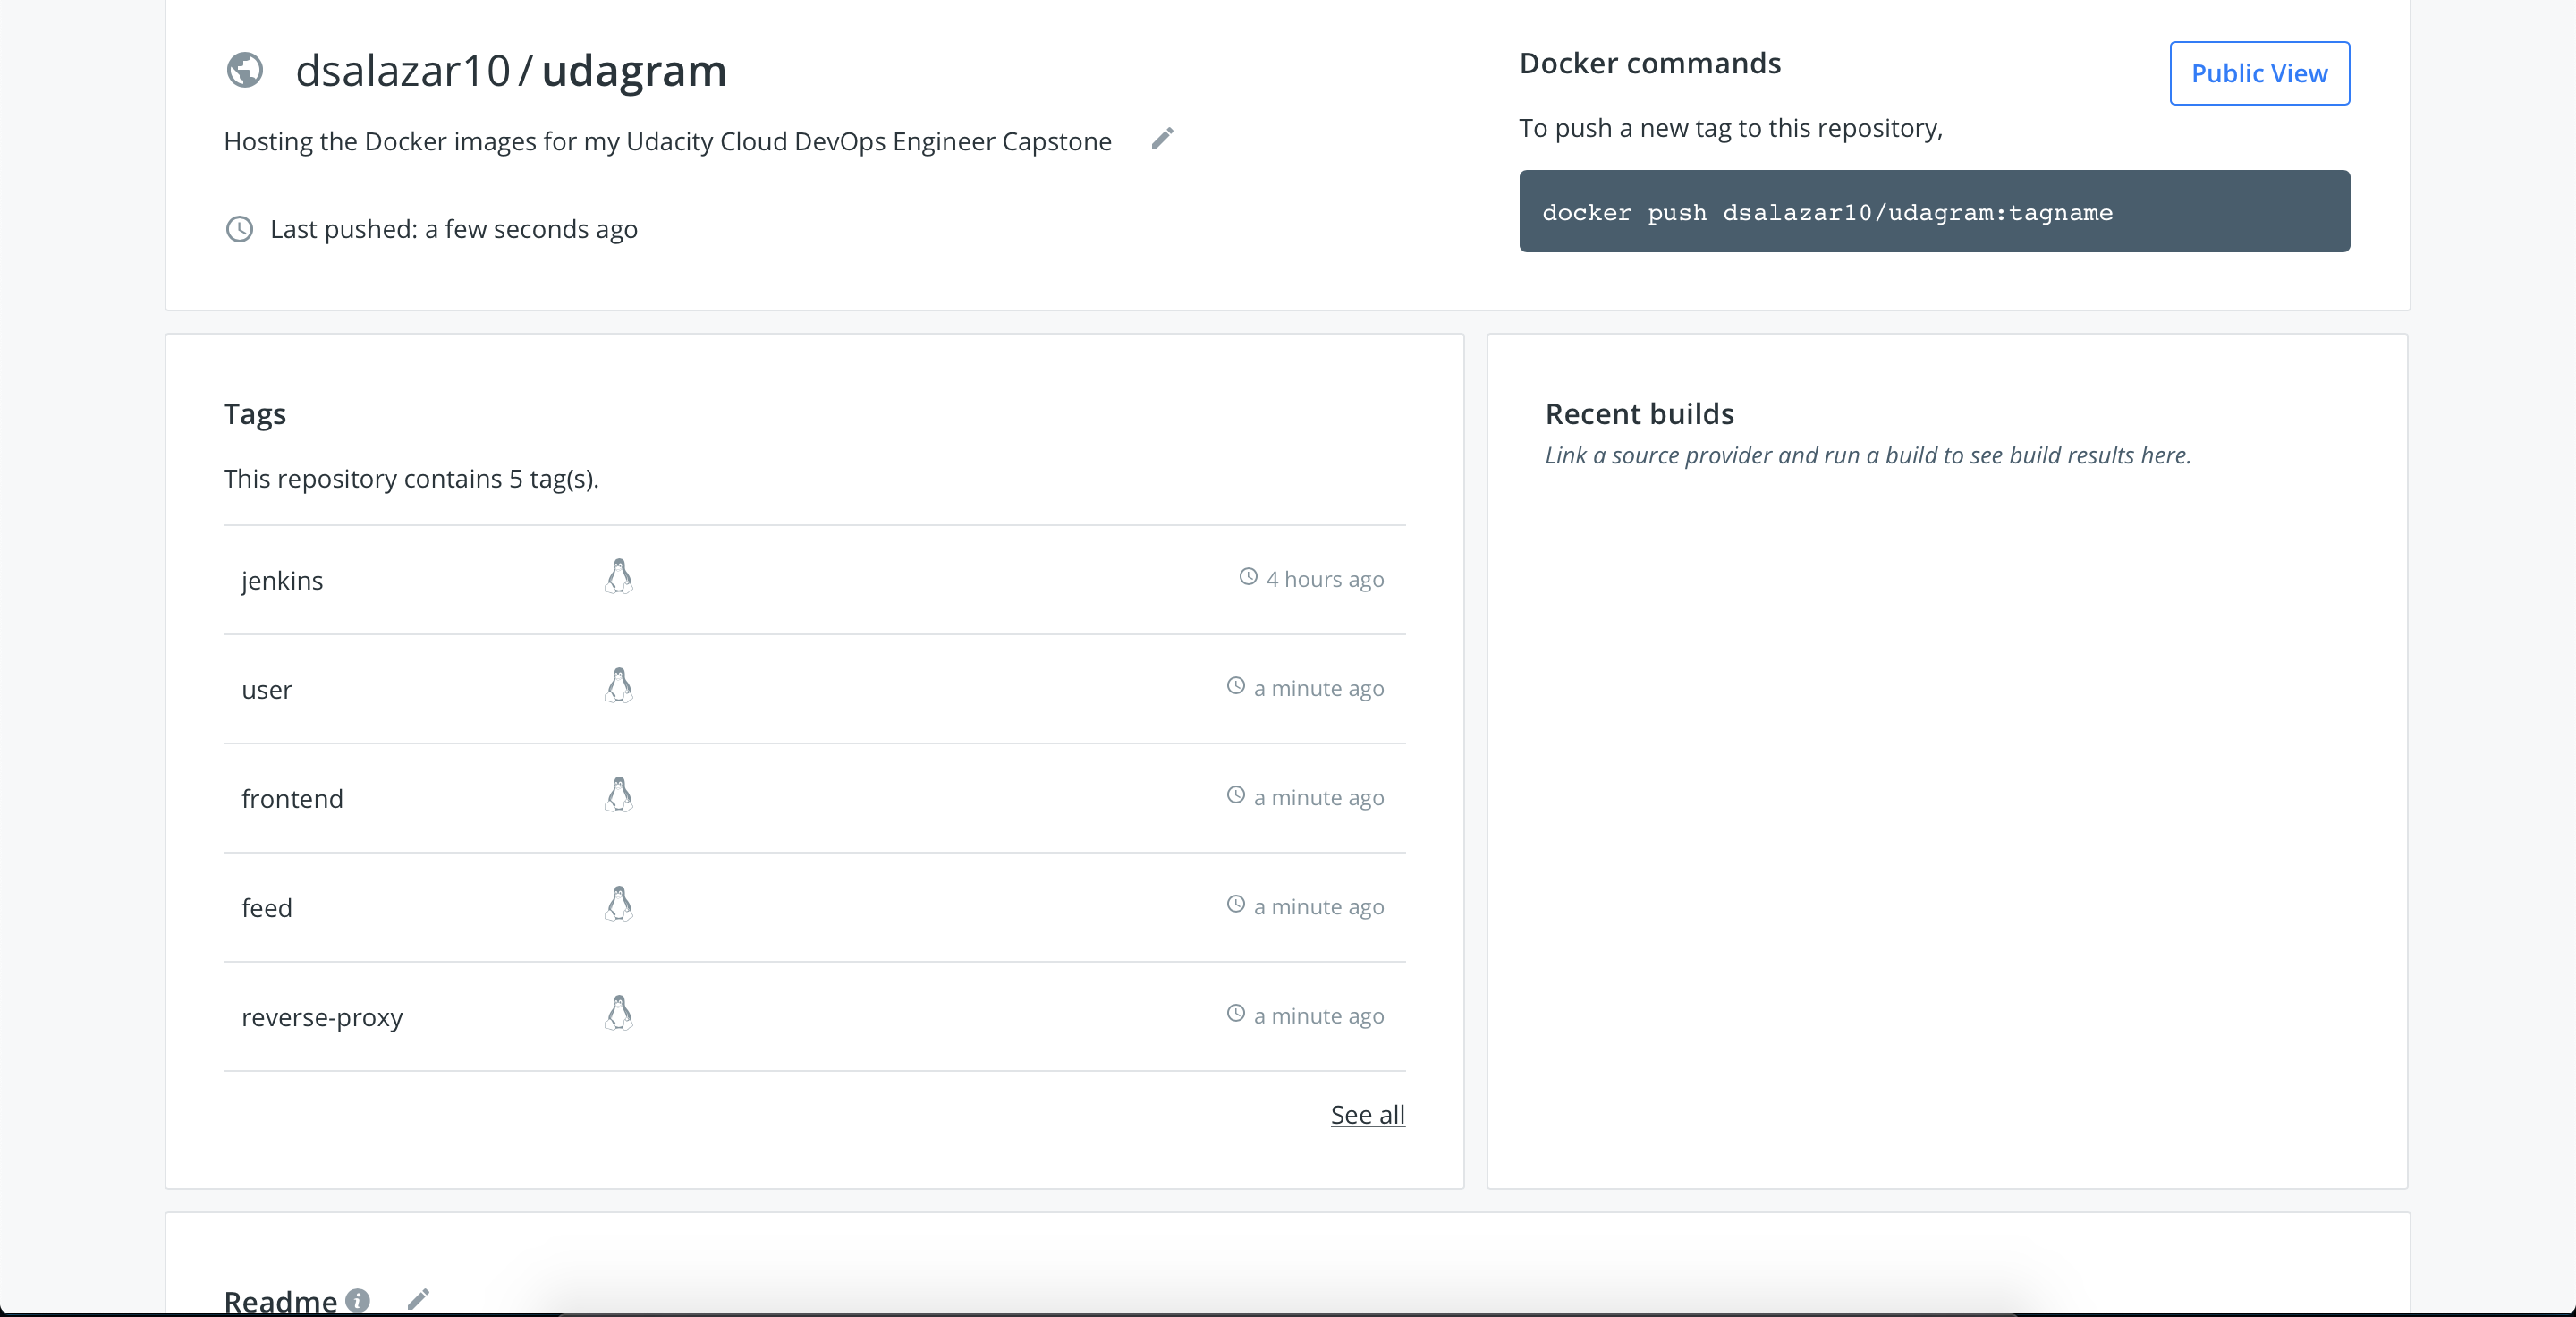 dsalazar10 / udagram
Hosting the Docker images for my Udacity Cloud DevOps Engineer Capstone
Last pushed: a few seconds ago
Docker commands
Public View
To push a new tag to this repository,
docker push dsalazar10/udagram:tagname
Tags
This repository contains 5 tag(s).
jenkins 4 hours ago
user a minute ago
frontend a minute ago
feed a minute ago
reverse-proxy a minute ago
See all
Recent builds
Link a source provider and run a build to see build results here.
Readme